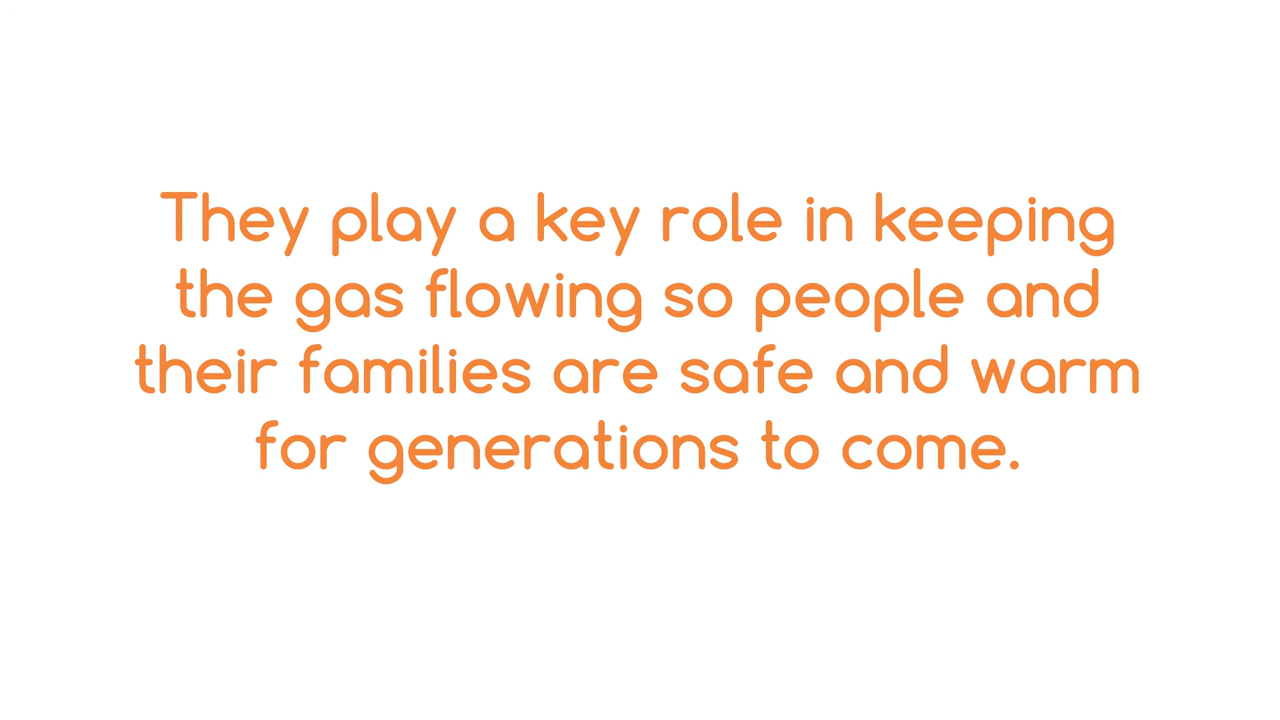 They play a key role in keeping
the gas flowing so people and
their families are safe and warm
for generations to come.